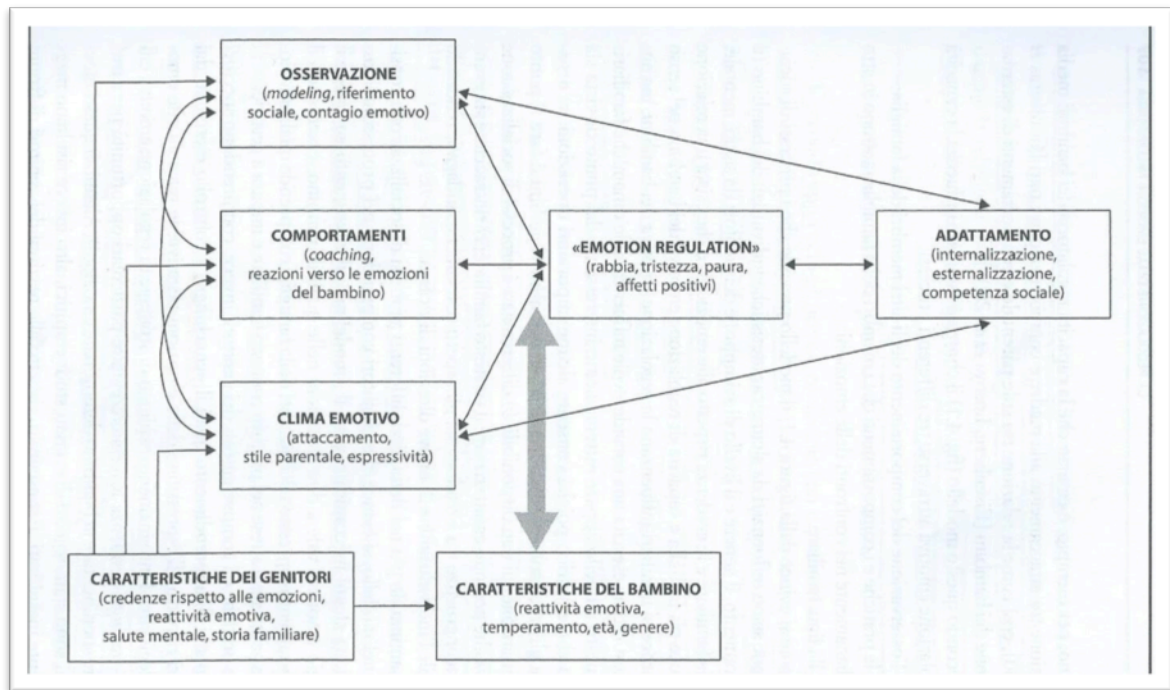 OSSERVAZIONE
(modeling, riferimento
sociale, contagio emotivo)
COMPORTAMENTI
(coaching,
reazioni verso le emozioni
del bambino)
«EMOTION REGULATION»
(rabbia, tristezza, paura,
affetti positivi)
ADATTAMENTO
(internalizzazione,
esternalizzazione,
competenza sociale)
CLIMA EMOTIVO
(attaccamento,
stile parentale, espressività)
CARATTERISTICHE DEI GENITORI
(credenze rispetto alle emozioni,
reattività emotiva,
salute mentale, storia familiare)
CARATTERISTICHE DEL BAMBINO
(reattività emotiva,
temperamento, età, genere)